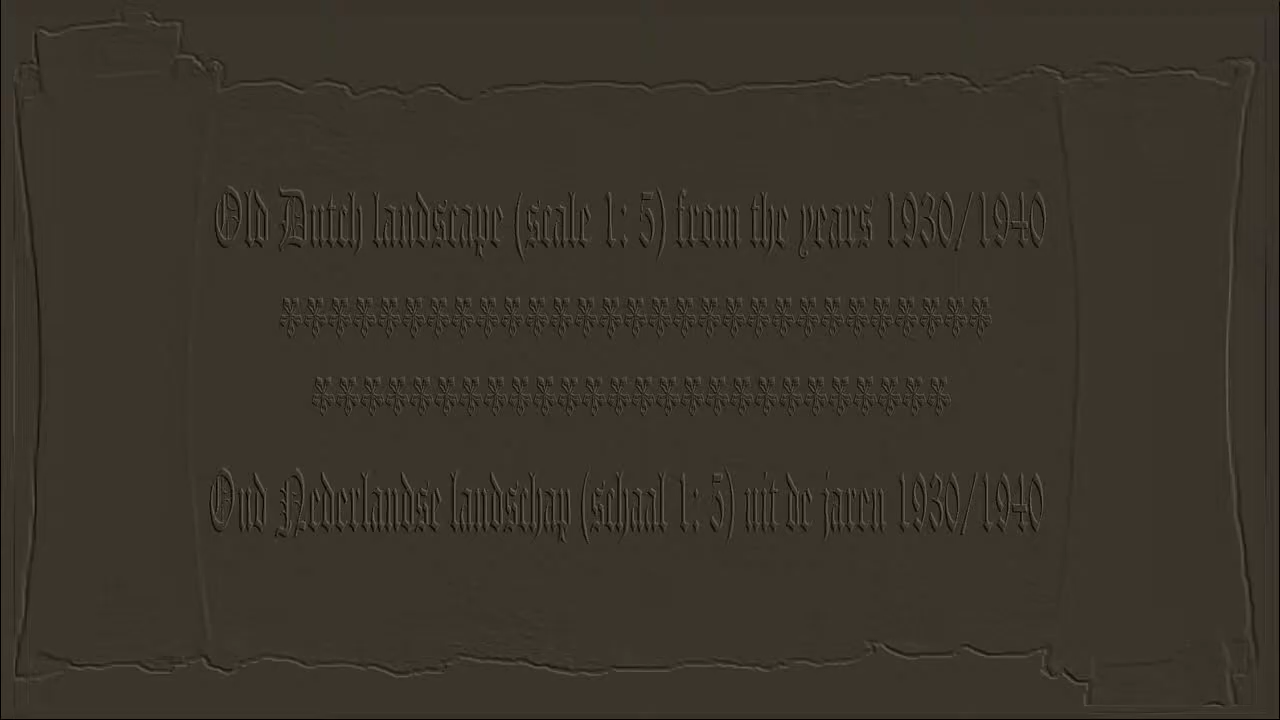 Old Dutch landscape (scale 1: 5) from the years 1930/1940
Oud Nederlandse landschap (schaal 1: 5) uit de jaren 1930/1940